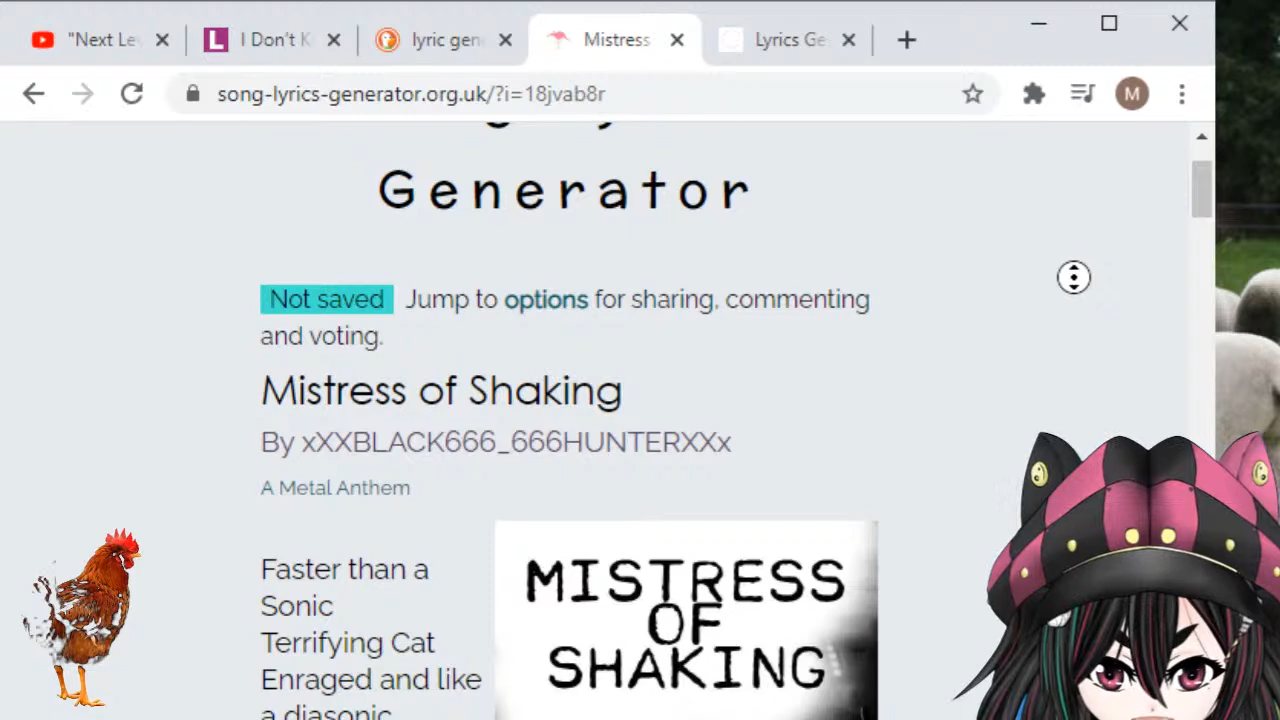 "Next Lev
I Don't K
lyric gen
Mistress
Lyrics Ge
song-lyrics-generator.org.uk/?i=18jvab8r
M
Generator
Not saved Jump to options for sharing, commenting
and voting.
Mistress of Shaking
By xXXBLACK666_666HUNTERXXx
A Metal Anthem
Faster than a
Sonic
Terrifying Cat
Enraged and like
a diasonic
MISTRESS
OF
SHAKING